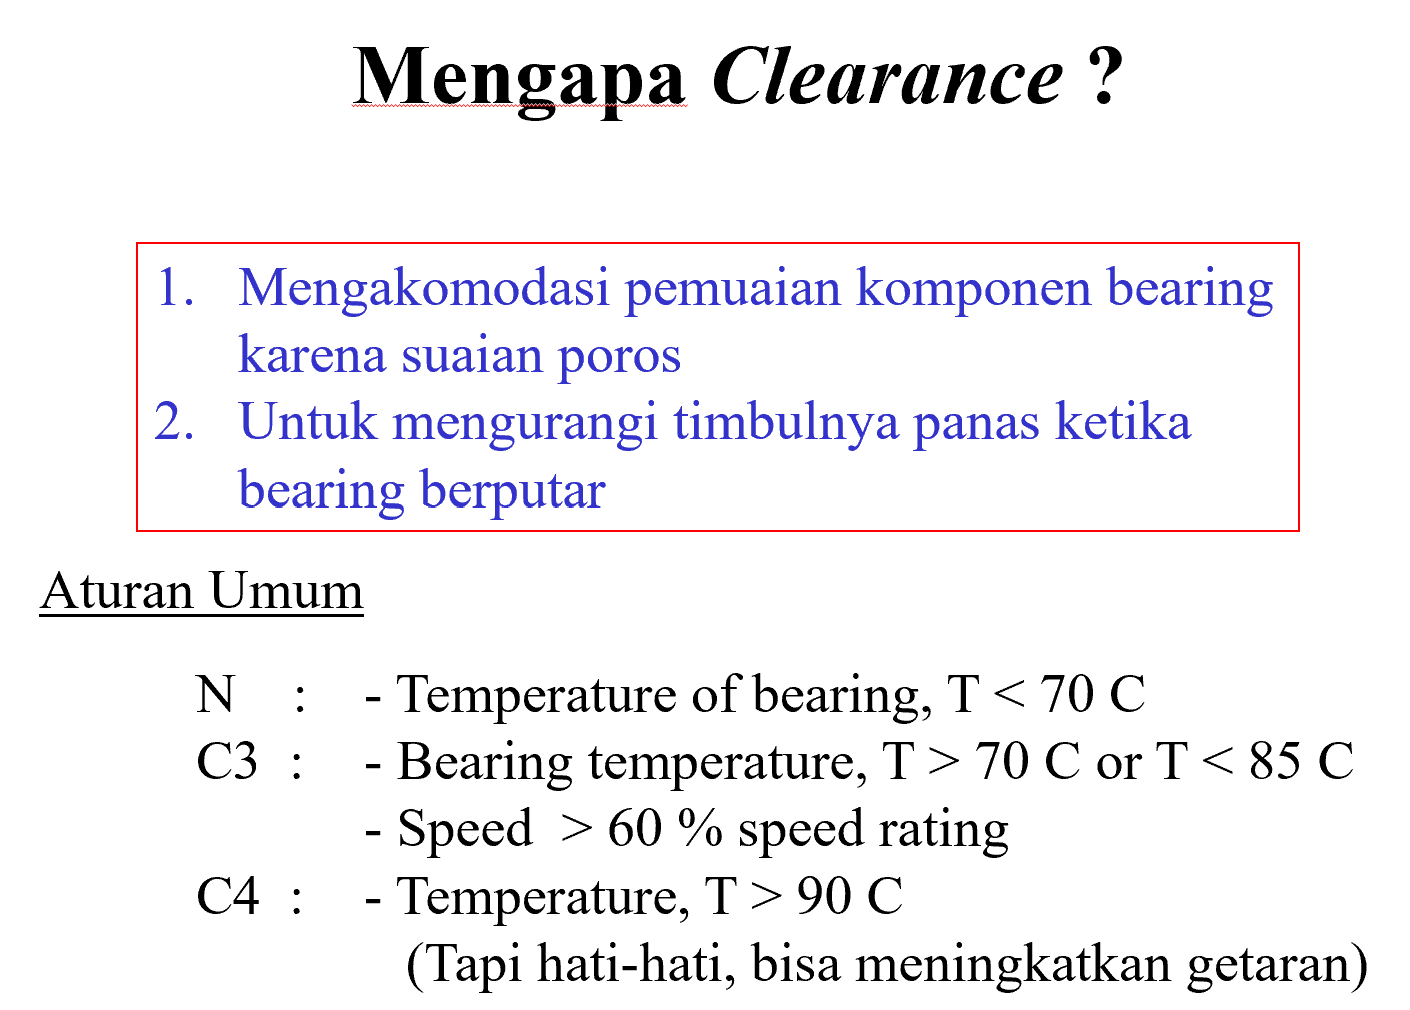 Mengapa Clearance ?
1. Mengakomodasi pemuaian komponen bearing
karena suaian poros
2. Untuk mengurangi timbulnya panas ketika
bearing berputar
Aturan Umum
N : - Temperature of bearing, T < 70 C
C3 : - Bearing temperature, T > 70 C or T < 85 C
- Speed > 60 % speed rating
C4 : - Temperature, T > 90 C
(Tapi hati-hati, bisa meningkatkan getaran)